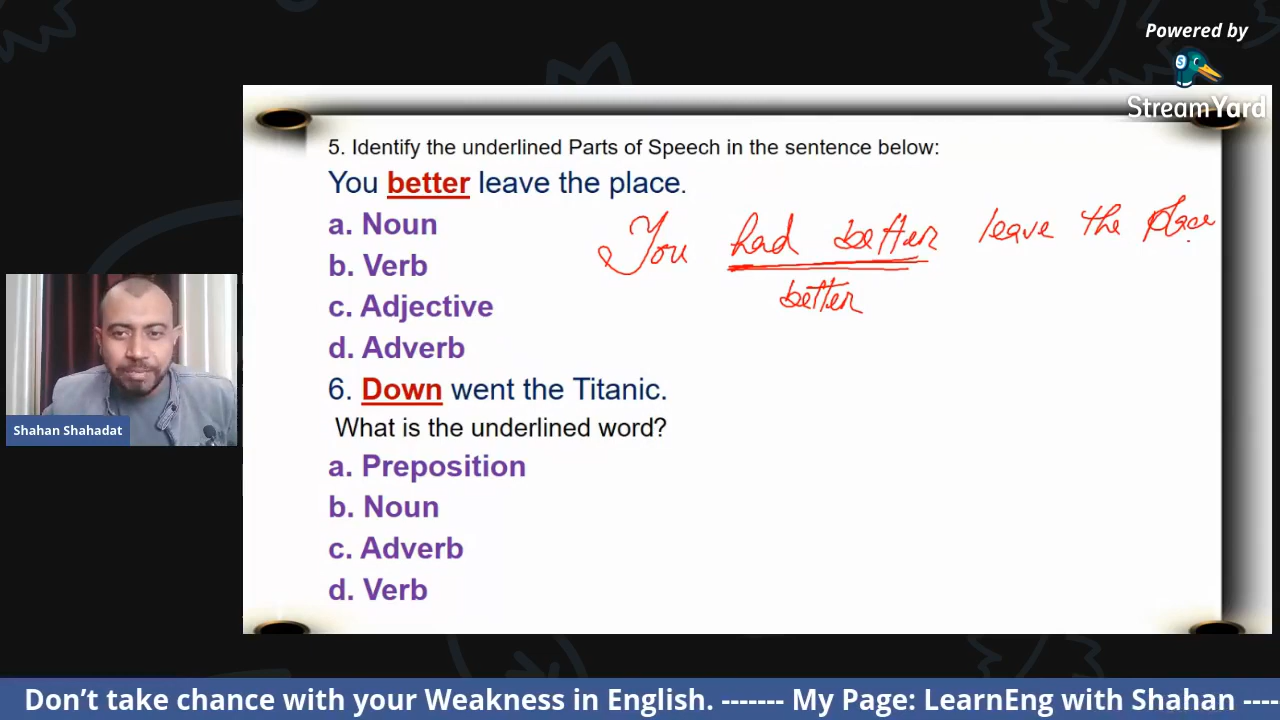 Powered by
StreamYard
5. Identify the underlined Parts of Speech in the sentence below:
You better leave the place.
a. Noun
b. Verb
c. Adjective
d. Adverb
You had better leave the place
better
6. Down went the Titanic.
What is the underlined word?
a. Preposition
b. Noun
c. Adverb
d. Verb
Shahan Shahadat
Don’t take chance with your Weakness in English. ------- My Page: LearnEng with Shahan ----